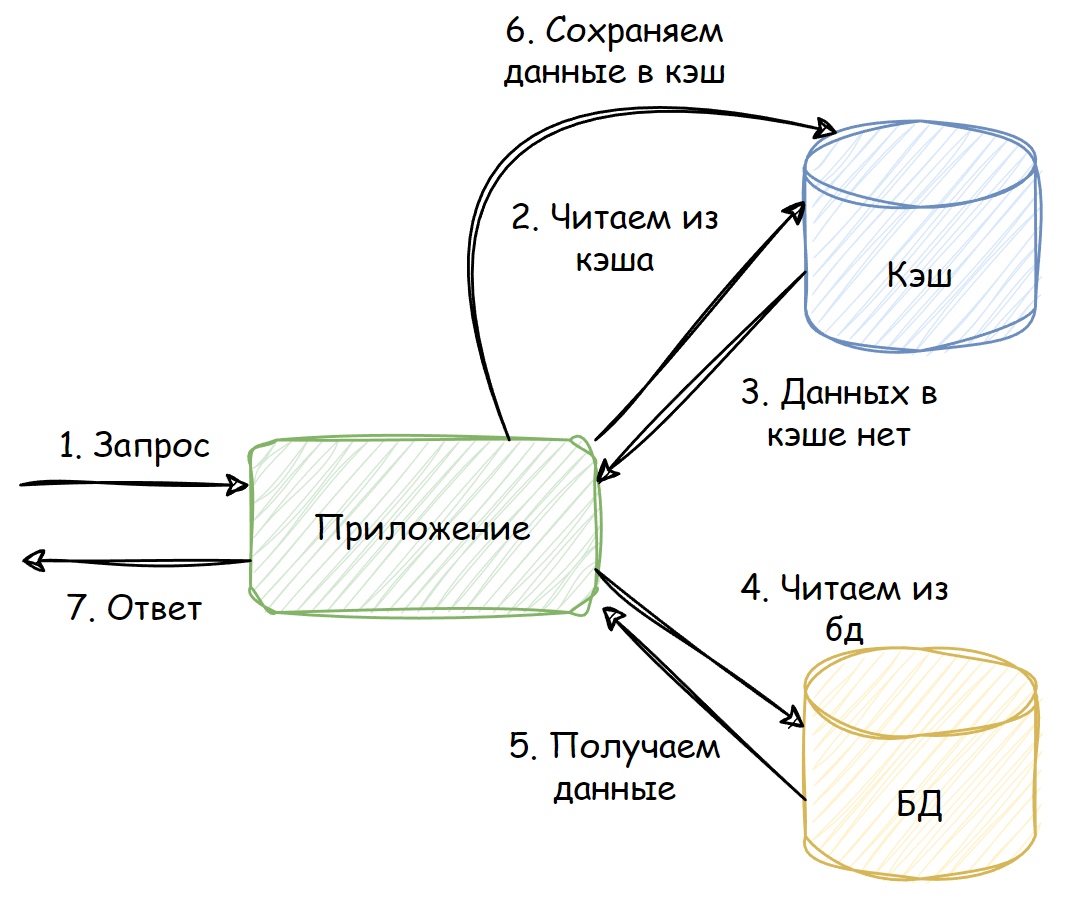 6. Сохраняем
данные в кэш
2. Читаем из
кэша
Кэш
3. Данных в
кэше нет
1. Запрос
Приложение
7. Ответ
4. Читаем из
бд
5. Получаем
данные
БД